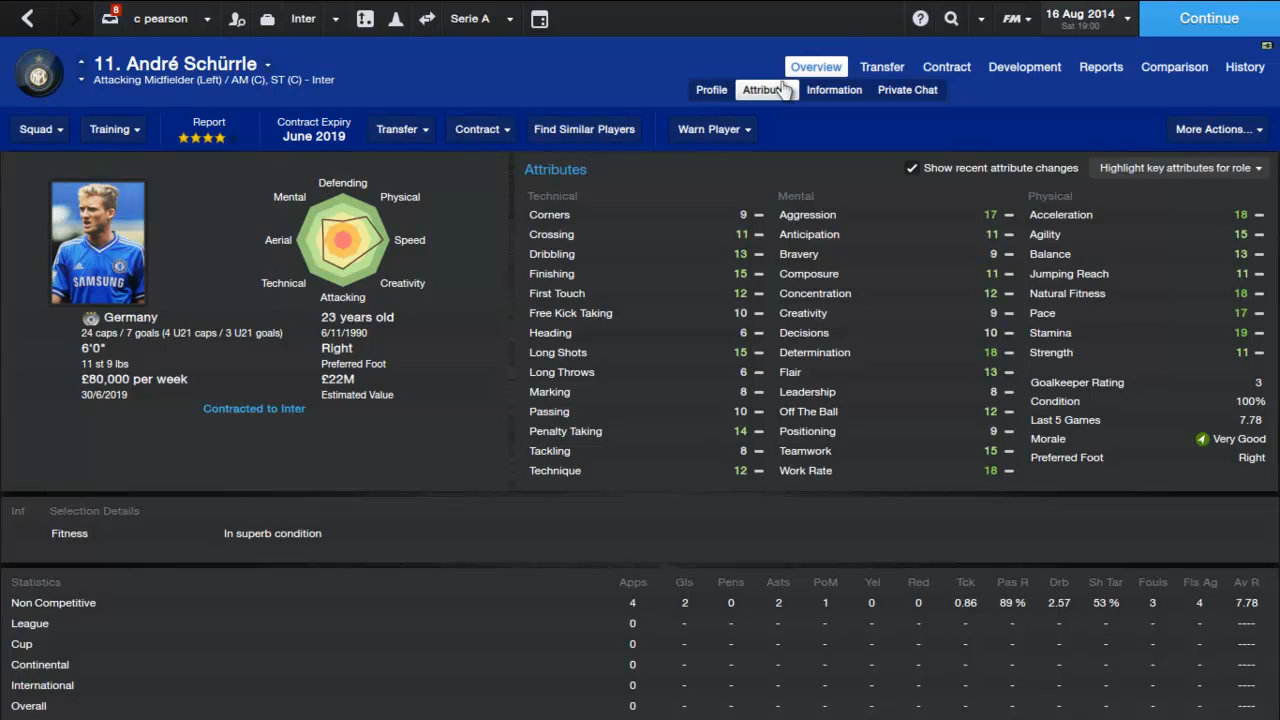 8 c pearson Inter Serie A FM 16 Aug 2014 Continue
Sat 19:00
11. André Schürrle
Attacking Midfielder (Left) / AM (C), ST (C) - Inter
Overview Transfer Contract Development Reports Comparison History
Profile Attribut Information Private Chat
Squad Training Report Contract Expiry June 2019 Transfer Contract Find Similar Players Warn Player More Actions...
Attributes Show recent attribute changes Highlight key attributes for role
Defending
Mental Physical
Aerial Speed
Technical Creativity
Attacking
SAMSUNG
Germany 23 years old
24 caps / 7 goals (4 U21 caps / 3 U21 goals) 6/11/1990
6'0" Right
11 st 9 lbs Preferred Foot
£80,000 per week £22M
30/6/2019 Estimated Value
Contracted to Inter
Technical Mental Physical
Corners 9 Aggression 17 Acceleration 18
Crossing 11 Anticipation 11 Agility 15
Dribbling 13 Bravery 9 Balance 13
Finishing 15 Composure 11 Jumping Reach 11
First Touch 12 Concentration 12 Natural Fitness 18
Free Kick Taking 10 Creativity 9 Pace 17
Heading 6 Decisions 10 Stamina 19
Long Shots 15 Determination 18 Strength 11
Long Throws 6 Flair 13
Marking 8 Leadership 8 Goalkeeper Rating 3
Passing 10 Off The Ball 12 Condition 100%
Penalty Taking 14 Positioning 9 Last 5 Games 7.78
Tackling 8 Teamwork 15 Morale Very Good
Technique 12 Work Rate 18 Preferred Foot Right
Inf Selection Details
Fitness In superb condition
Statistics Apps Gls Pens Asts PoM Yel Red Tck Pas R Drb Sh Tar Fouls Fls Ag Av R
Non Competitive 4 2 0 2 1 0 0 0.86 89 % 2.57 53 % 3 4 7.78
League 0 - - - - - - - - - - - - ----
Cup 0 - - - - - - - - - - - - ----
Continental 0 - - - - - - - - - - - - ----
International 0 - - - - - - - - - - - - ----
Overall 0 - - - - - - - - - - - - ----